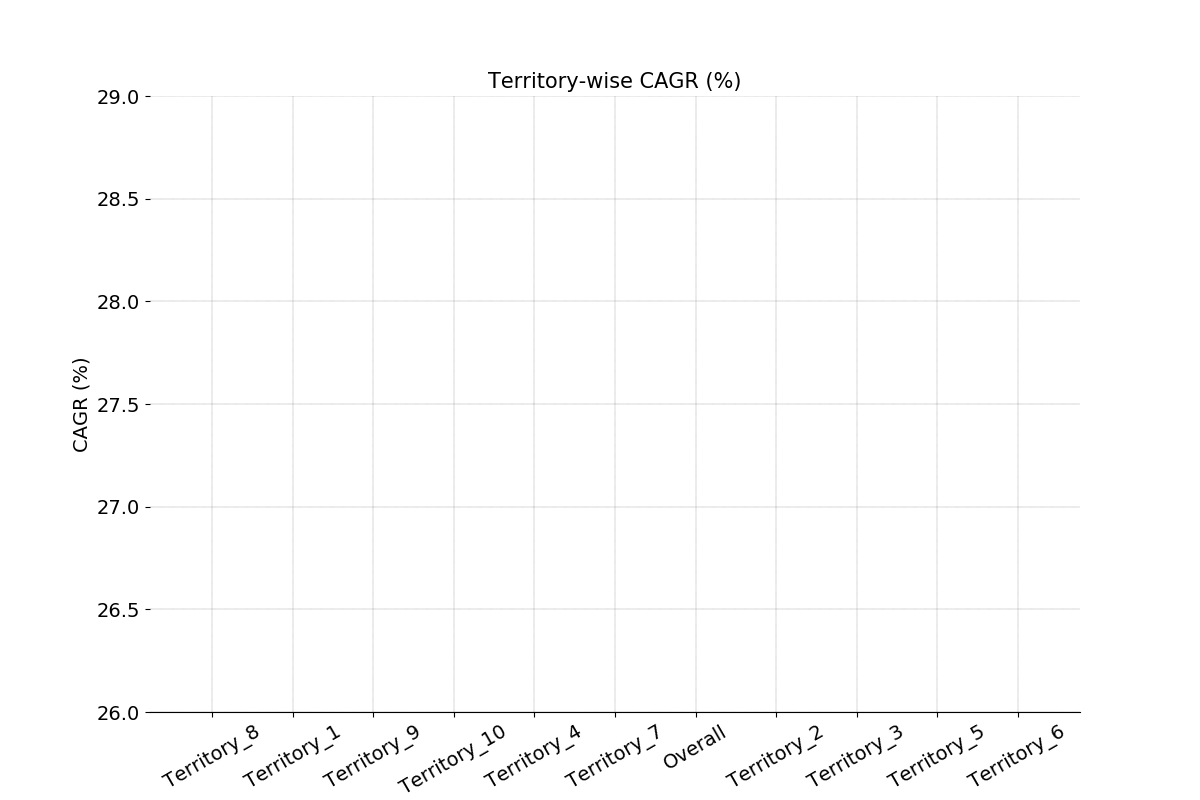 Territory-wise CAGR (%)
29.0
28.5
28.0
27.5
27.0
26.5
26.0
CAGR (%)
Territory_8
Territory_1
Territory_9
Territory_10
Territory_4
Territory_7
Overall
Territory_2
Territory_3
Territory_5
Territory_6